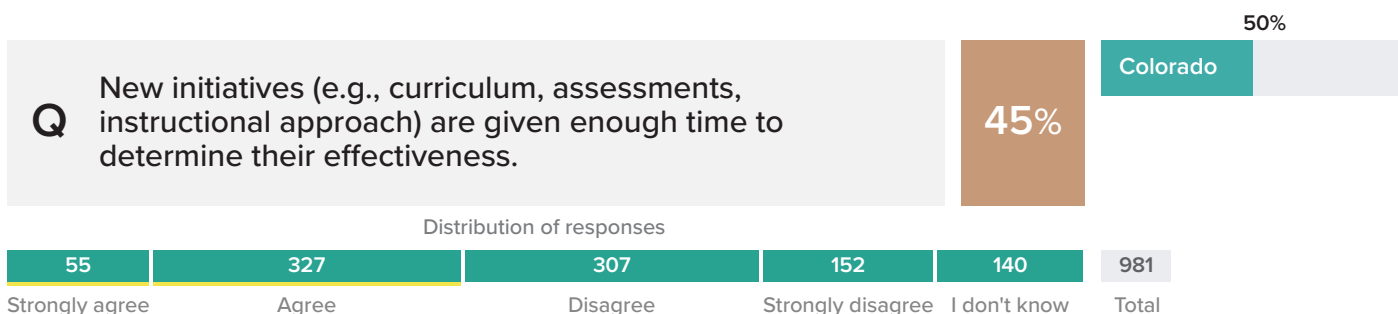 50%
Q
New initiatives (e.g., curriculum, assessments,
instructional approach) are given enough time to
determine their effectiveness.
45%
Colorado
Distribution of responses
55 327 307 152 140 981
Strongly agree Agree Disagree Strongly disagree I don't know Total